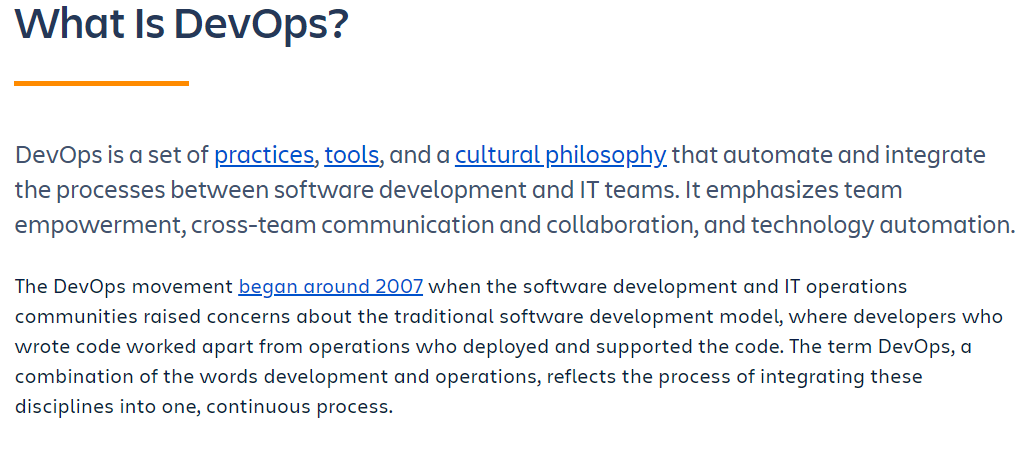 What Is DevOps?
DevOps is a set of practices, tools, and a cultural philosophy that automate and integrate
the processes between software development and IT teams. It emphasizes team
empowerment, cross-team communication and collaboration, and technology automation.
The DevOps movement began around 2007 when the software development and IT operations
communities raised concerns about the traditional software development model, where developers who
wrote code worked apart from operations who deployed and supported the code. The term DevOps, a
combination of the words development and operations, reflects the process of integrating these
disciplines into one, continuous process.